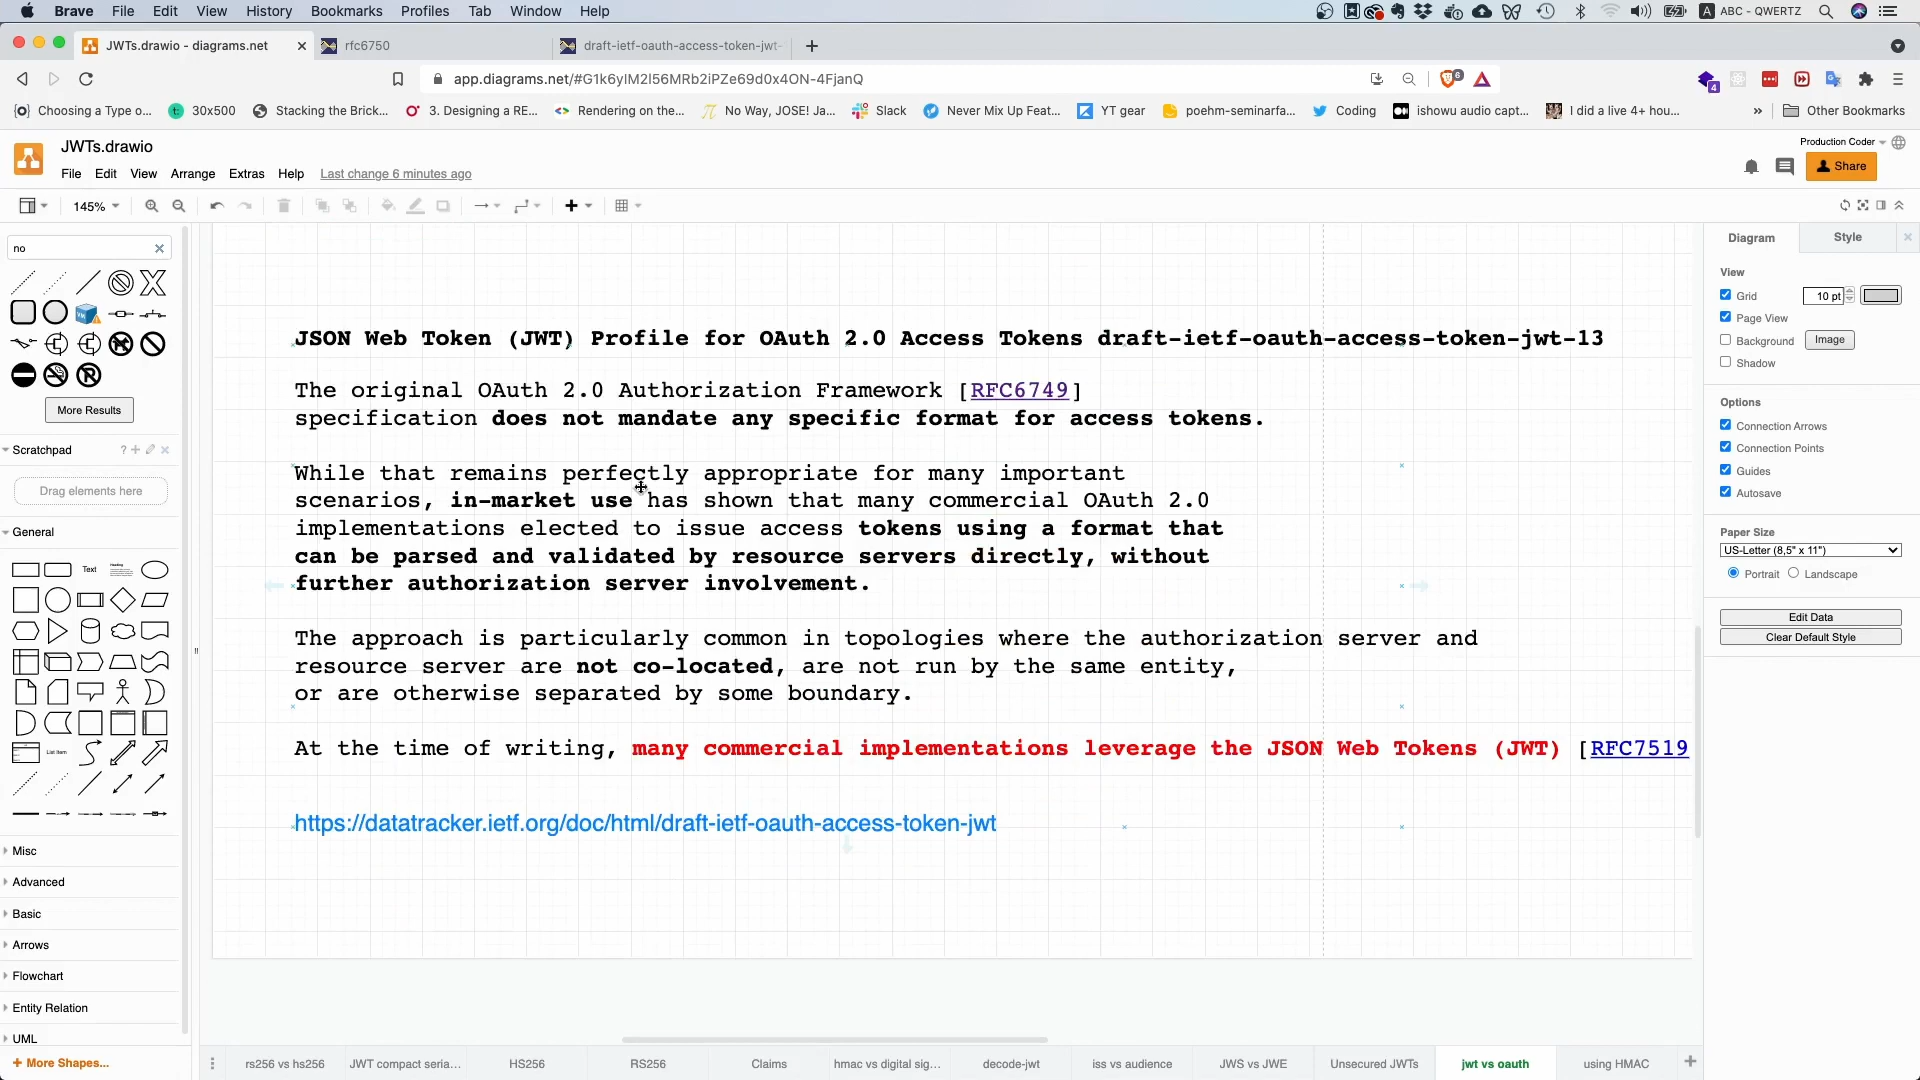 Brave File Edit View History Bookmarks Profiles Tab Window Help
A ABC - QWERTZ
JWTs.drawio - diagrams.net
rfc6750
draft-ietf-oauth-access-token-jwt-
app.diagrams.net/#G1k6ylM2l56MRb2iPZe69d0x4ON-4FjanQ
6
4
Choosing a Type o...
30x500
Stacking the Brick...
3. Designing a RE...
Rendering on the...
No Way, JOSE! Ja...
Slack
Never Mix Up Feat...
YT gear
poehm-seminarfa...
Coding
ishowu audio capt...
I did a live 4+ hou...
Other Bookmarks
JWTs.drawio
Production Coder
File Edit View Arrange Extras Help Last change 6 minutes ago
Share
145%
no
More Results
Scratchpad
Drag elements here
General
Text
Heading
List Item
Misc
Advanced
Basic
Arrows
Flowchart
Entity Relation
UML
+ More Shapes...
JSON Web Token (JWT) Profile for OAuth 2.0 Access Tokens draft-ietf-oauth-access-token-jwt-13
The original OAuth 2.0 Authorization Framework [RFC6749]
specification does not mandate any specific format for access tokens.
While that remains perfectly appropriate for many important
scenarios, in-market use has shown that many commercial OAuth 2.0
implementations elected to issue access tokens using a format that
can be parsed and validated by resource servers directly, without
further authorization server involvement.
The approach is particularly common in topologies where the authorization server and
resource server are not co-located, are not run by the same entity,
or are otherwise separated by some boundary.
At the time of writing, many commercial implementations leverage the JSON Web Tokens (JWT) [RFC7519
https://datatracker.ietf.org/doc/html/draft-ietf-oauth-access-token-jwt
Diagram
Style
View
Grid
10 pt
Page View
Background
Image
Shadow
Options
Connection Arrows
Connection Points
Guides
Autosave
Paper Size
US-Letter (8,5" x 11")
Portrait
Landscape
Edit Data
Clear Default Style
rs256 vs hs256
JWT compact seria...
HS256
RS256
Claims
hmac vs digital sig...
decode-jwt
iss vs audience
JWS vs JWE
Unsecured JWTs
jwt vs oauth
using HMAC